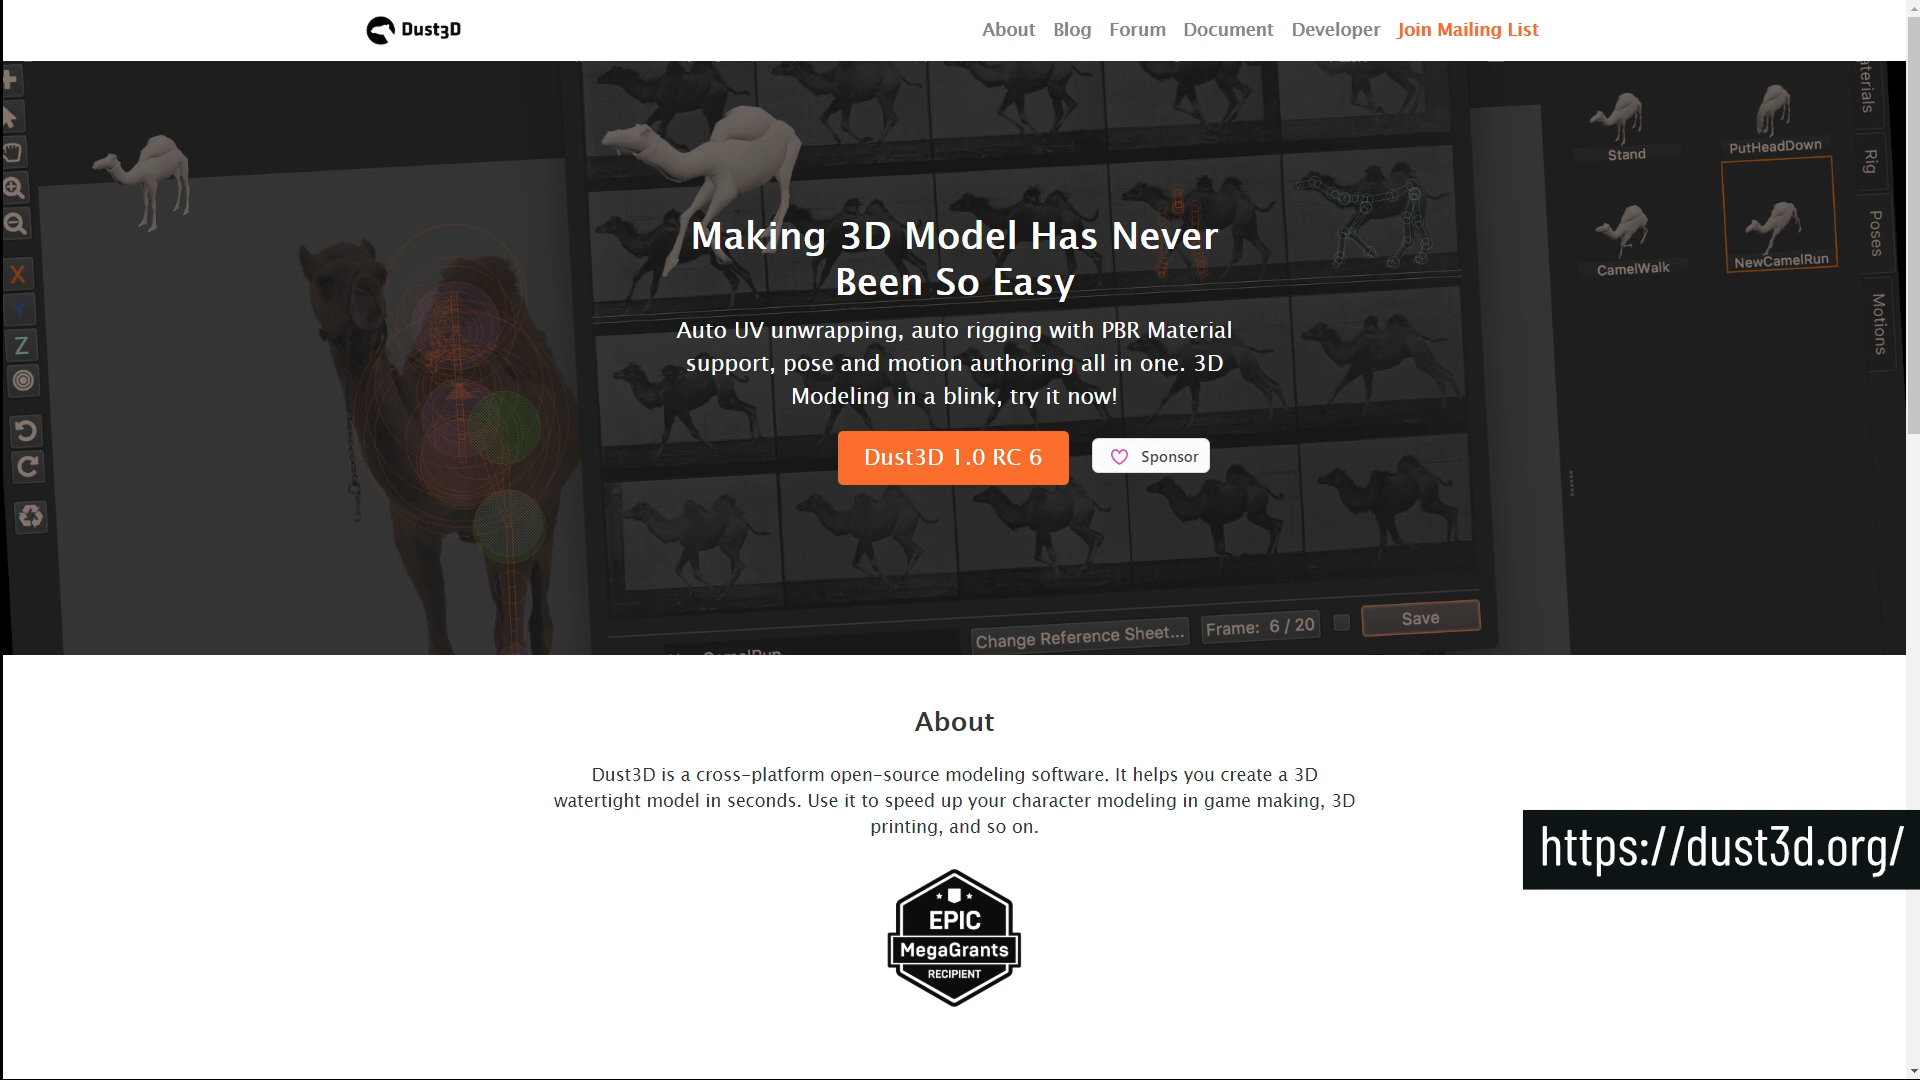 Dust3D
About Blog Forum Document Developer Join Mailing List
Stand
PutHeadDown
CamelWalk
NewCamelRun
Rig
Poses
Motions
X
Y
Z
Making 3D Model Has Never
Been So Easy
Auto UV unwrapping, auto rigging with PBR Material
support, pose and motion authoring all in one. 3D
Modeling in a blink, try it now!
Dust3D 1.0 RC 6
Sponsor
Change Reference Sheet...
Frame: 6 / 20
Save
About
Dust3D is a cross-platform open-source modeling software. It helps you create a 3D
watertight model in seconds. Use it to speed up your character modeling in game making, 3D
printing, and so on.
https://dust3d.org/
EPIC
MegaGrants
RECIPIENT